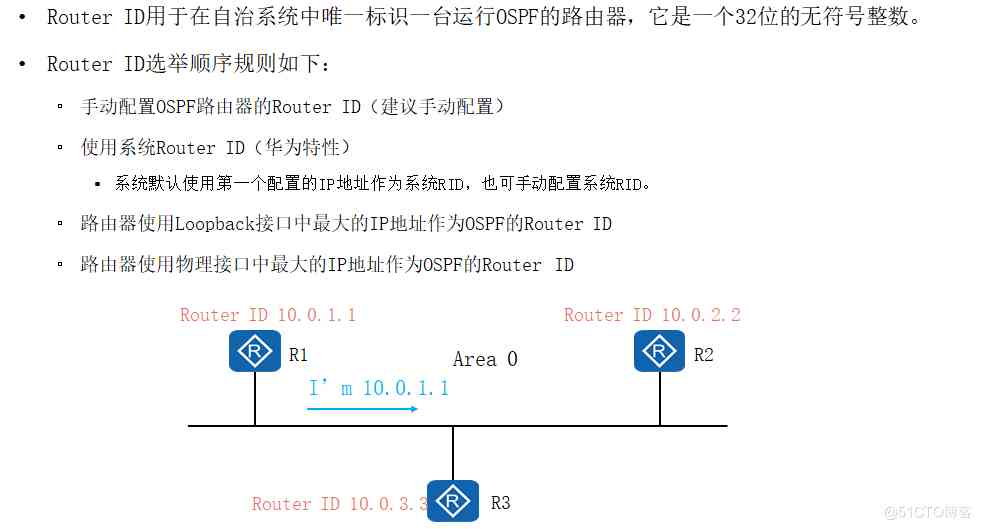 • Router ID用于在自治系统中唯一标识一台运行OSPF的路由器，它是一个32位的无符号整数。
• Router ID选举顺序规则如下：
▫ 手动配置OSPF路由器的Router ID（建议手动配置）
▫ 使用系统Router ID（华为特性）
▪ 系统默认使用第一个配置的IP地址作为系统RID，也可手动配置系统RID。
▫ 路由器使用Loopback接口中最大的IP地址作为OSPF的Router ID
▫ 路由器使用物理接口中最大的IP地址作为OSPF的Router ID
Router ID 10.0.1.1
Router ID 10.0.2.2
R
R1
Area 0
R
R2
I’m 10.0.1.1
Router ID 10.0.3.3
R
R3
@51CTO博客